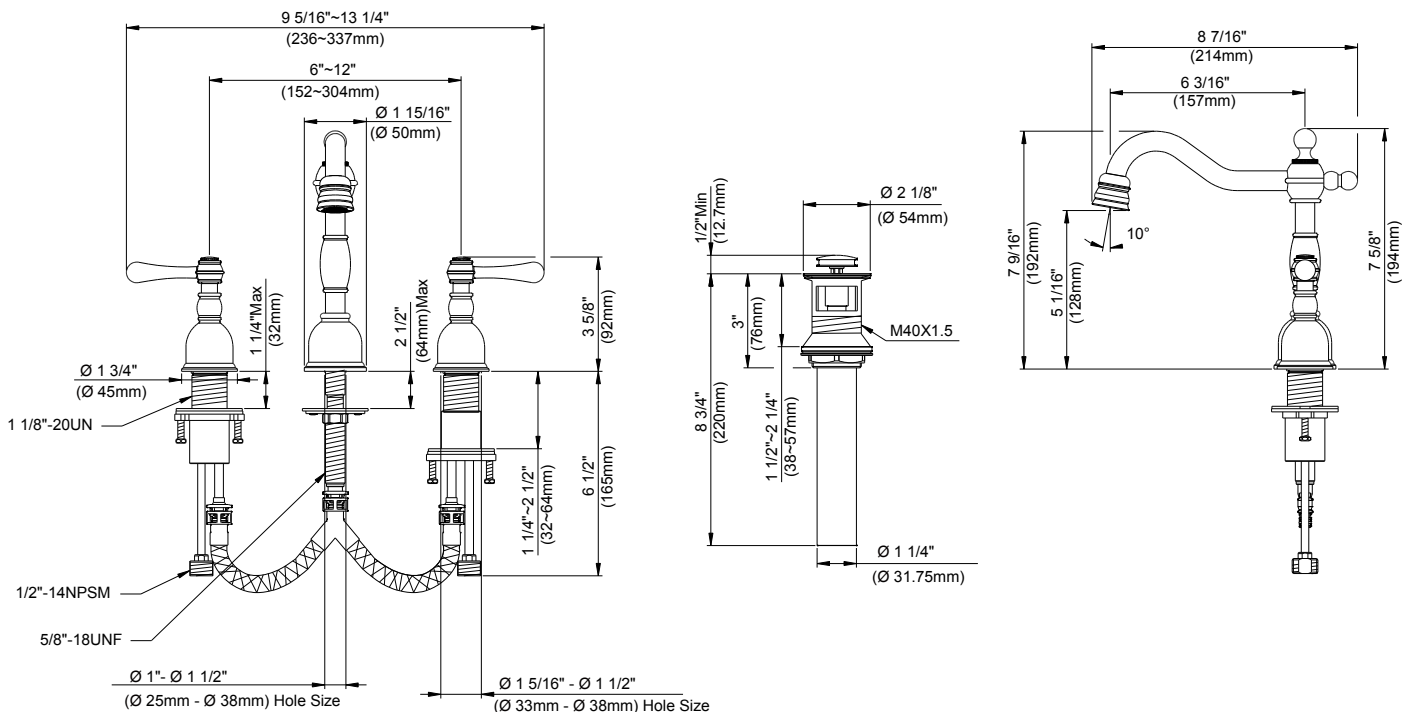 9 5/16"~13 1/4"
(236~337mm)
6"~12"
(152~304mm)
Ø 1 15/16"
(Ø 50mm)
1 1/4"Max
(32mm)
2 1/2"
(64mm)Max
3 5/8"
(92mm)
Ø 1 3/4"
(Ø 45mm)
1 1/8"-20UN
1 1/4"~2 1/2"
(32~64mm)
6 1/2"
(165mm)
1/2"-14NPSM
5/8"-18UNF
Ø 1"- Ø 1 1/2"
(Ø 25mm - Ø 38mm) Hole Size
Ø 1 5/16" - Ø 1 1/2"
(Ø 33mm - Ø 38mm) Hole Size
1/2"Min
(12.7mm)
Ø 2 1/8"
(Ø 54mm)
3"
(76mm)
M40X1.5
8 3/4"
(220mm)
1 1/2"~2 1/4"
(38~57mm)
Ø 1 1/4"
(Ø 31.75mm)
8 7/16"
(214mm)
6 3/16"
(157mm)
7 9/16"
(192mm)
10°
5 1/16"
(128mm)
7 5/8"
(194mm)